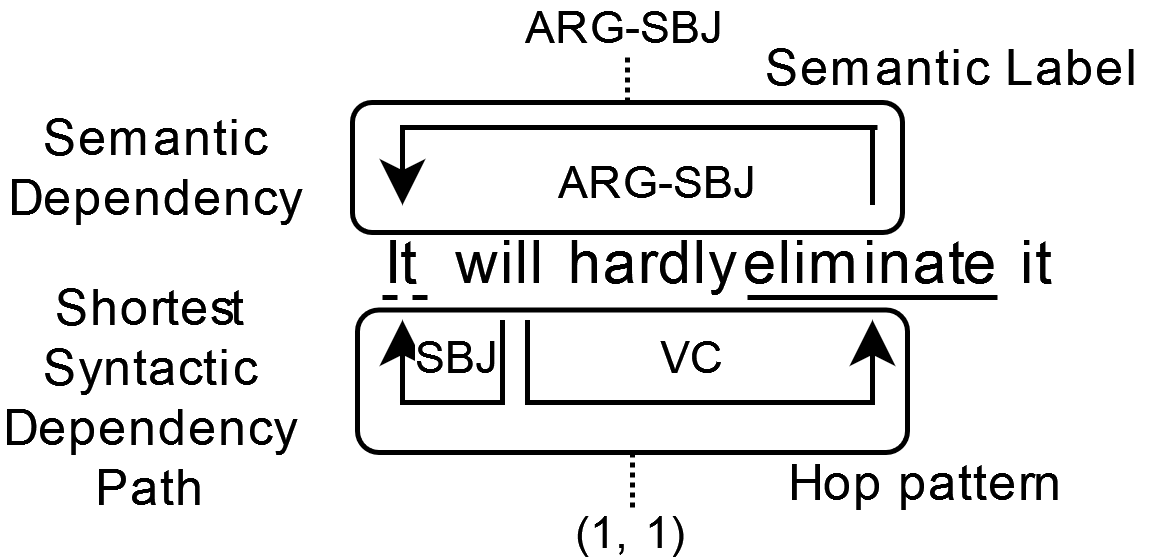 ARG-SBJ
Semantic Label
Semantic
Dependency
ARG-SBJ
It will hardly eliminate it
Shortest
Syntactic
Dependency
Path
SBJ
VC
Hop pattern
(1, 1)